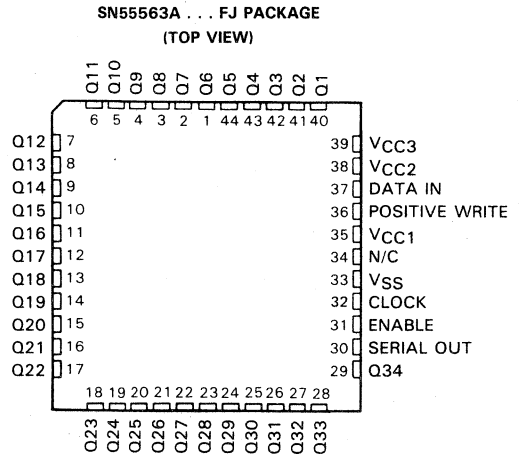 SN55563A . . . FJ PACKAGE
(TOP VIEW)
Q11 Q10 Q9 Q8 Q7 Q6 Q5 Q4 Q3 Q2 Q1
6 5 4 3 2 1 44 43 42 41 40
Q12 7 39 VCC3
Q13 8 38 VCC2
Q14 9 37 DATA IN
Q15 10 36 POSITIVE WRITE
Q16 11 35 VCC1
Q17 12 34 N/C
Q18 13 33 VSS
Q19 14 32 CLOCK
Q20 15 31 ENABLE
Q21 16 30 SERIAL OUT
Q22 17 29 Q34
18 19 20 21 22 23 24 25 26 27 28
Q23 Q24 Q25 Q26 Q27 Q28 Q29 Q30 Q31 Q32 Q33